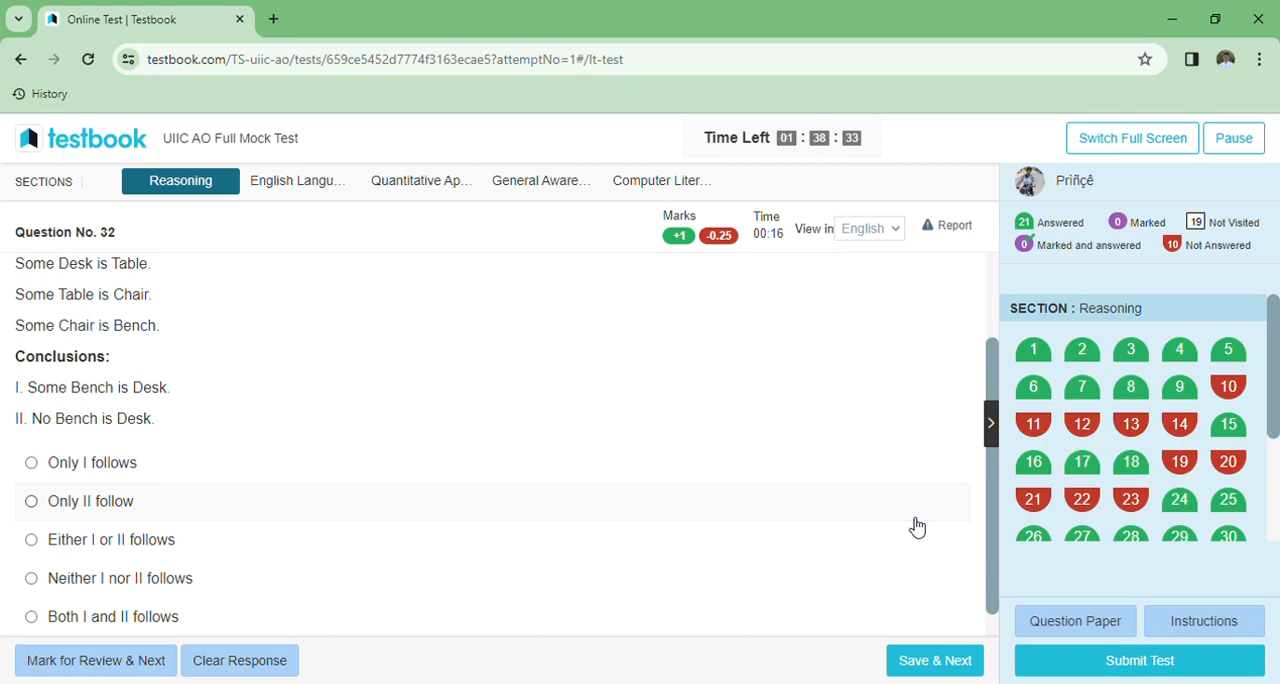 Online Test | Testbook
testbook.com/TS-uiic-ao/tests/659ce5452d7774f3163ecae5?attemptNo=1#/lt-test
History
testbook UIIC AO Full Mock Test Time Left 01 : 38 : 33 Switch Full Screen Pause
SECTIONS Reasoning English Langu... Quantitative Ap... General Aware... Computer Liter...
Prïñçê
Question No. 32 Marks +1 -0.25 Time 00:16 View in English Report
21 Answered 0 Marked 19 Not Visited
0 Marked and answered 10 Not Answered
Some Desk is Table.
Some Table is Chair.
Some Chair is Bench.
Conclusions:
I. Some Bench is Desk.
II. No Bench is Desk.
Only I follows
Only II follow
Either I or II follows
Neither I nor II follows
Both I and II follows
SECTION : Reasoning
1 2 3 4 5
6 7 8 9 10
11 12 13 14 15
16 17 18 19 20
21 22 23 24 25
26 27 28 29 30
Question Paper Instructions
Mark for Review & Next Clear Response Save & Next Submit Test